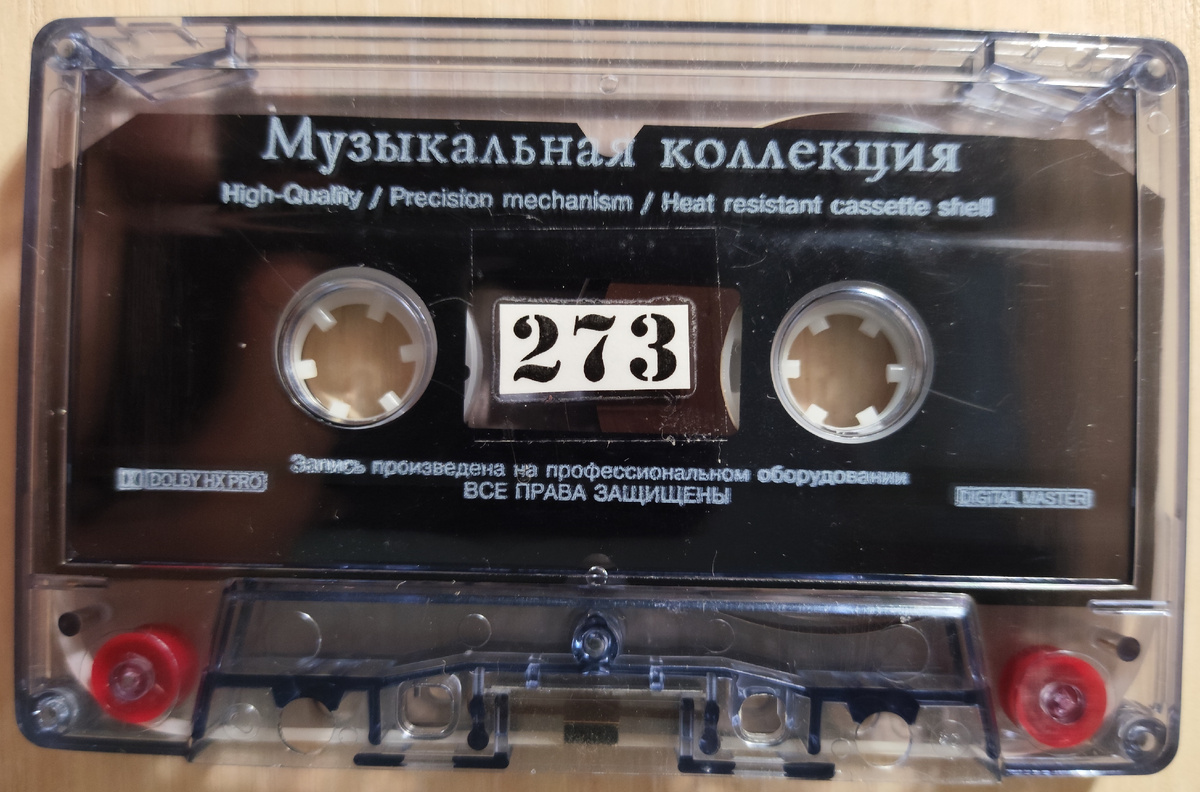 Музыкальная коллекция
High-Quality / Precision mechanism / Heat resistant cassette shell
273
Запись произведена на профессиональном оборудовании
ВСЕ ПРАВА ЗАЩИЩЕНЫ
DOLBY HX PRO
DIGITAL MASTER